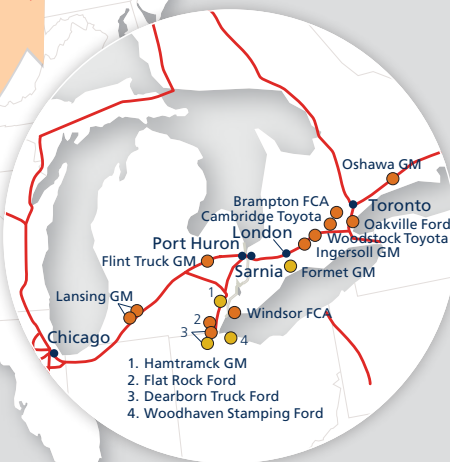 Oshawa GM
Brampton FCA
Toronto
Cambridge Toyota
Oakville Ford
London
Woodstock Toyota
Port Huron
Ingersoll GM
Flint Truck GM
Sarnia
Formet GM
Lansing GM
1
Windsor FCA
2
3
4
Chicago
1. Hamtramck GM
2. Flat Rock Ford
3. Dearborn Truck Ford
4. Woodhaven Stamping Ford